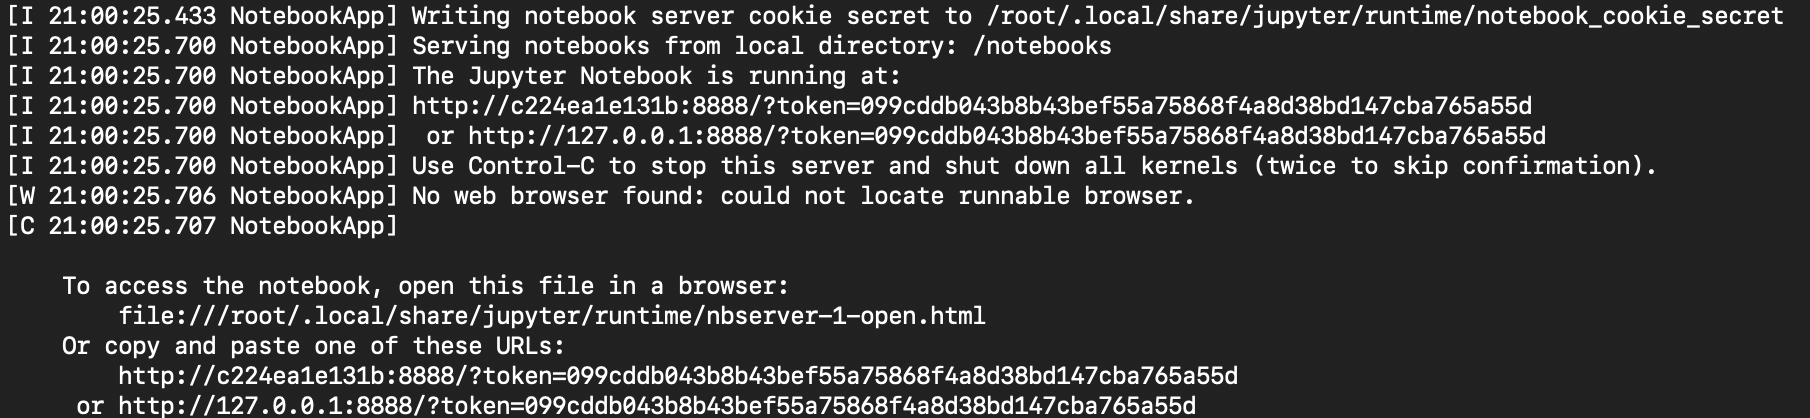 [I 21:00:25.433 NotebookApp] Writing notebook server cookie secret to /root/.local/share/jupyter/runtime/notebook_cookie_secret
[I 21:00:25.700 NotebookApp] Serving notebooks from local directory: /notebooks
[I 21:00:25.700 NotebookApp] The Jupyter Notebook is running at:
[I 21:00:25.700 NotebookApp] http://c224ea1e131b:8888/?token=099cddb043b8b43bef55a75868f4a8d38bd147cba765a55d
[I 21:00:25.700 NotebookApp]  or http://127.0.0.1:8888/?token=099cddb043b8b43bef55a75868f4a8d38bd147cba765a55d
[I 21:00:25.700 NotebookApp] Use Control-C to stop this server and shut down all kernels (twice to skip confirmation).
[W 21:00:25.706 NotebookApp] No web browser found: could not locate runnable browser.
[C 21:00:25.707 NotebookApp]
    To access the notebook, open this file in a browser:
        file:///root/.local/share/jupyter/runtime/nbserver-1-open.html
    Or copy and paste one of these URLs:
        http://c224ea1e131b:8888/?token=099cddb043b8b43bef55a75868f4a8d38bd147cba765a55d
     or http://127.0.0.1:8888/?token=099cddb043b8b43bef55a75868f4a8d38bd147cba765a55d